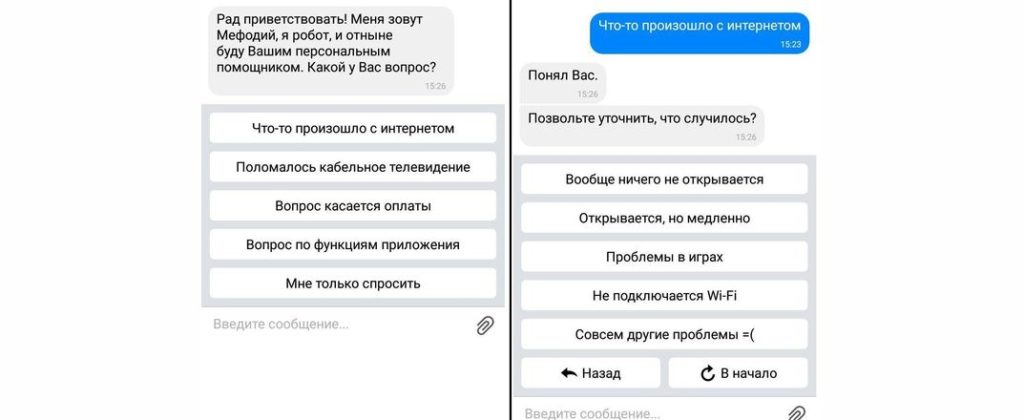 Рад приветствовать! Меня зовут
Мефодий, я робот, и отныне
буду Вашим персональным
помощником. Какой у Вас вопрос?
15:26
Что-то произошло с интернетом
Поломалось кабельное телевидение
Вопрос касается оплаты
Вопрос по функциям приложения
Мне только спросить
Введите сообщение...
Что-то произошло с интернетом
15:23
Понял Вас.
15:26
Позвольте уточнить, что случилось?
15:26
Вообще ничего не открывается
Открывается, но медленно
Проблемы в играх
Не подключается Wi-Fi
Совсем другие проблемы =(
Назад
В начало
Введите сообщение...